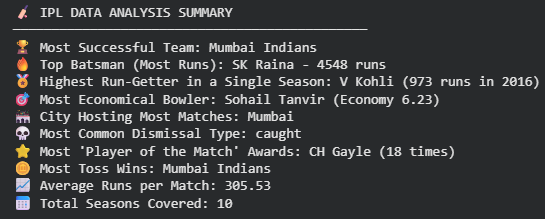 🏏 IPL DATA ANALYSIS SUMMARY
🏆 Most Successful Team: Mumbai Indians
🔥 Top Batsman (Most Runs): SK Raina - 4548 runs
🏅 Highest Run-Getter in a Single Season: V Kohli (973 runs in 2016)
🎯 Most Economical Bowler: Sohail Tanvir (Economy 6.23)
🏟 City Hosting Most Matches: Mumbai
💀 Most Common Dismissal Type: caught
⭐ Most 'Player of the Match' Awards: CH Gayle (18 times)
🪙 Most Toss Wins: Mumbai Indians
📈 Average Runs per Match: 305.53
📅 Total Seasons Covered: 10